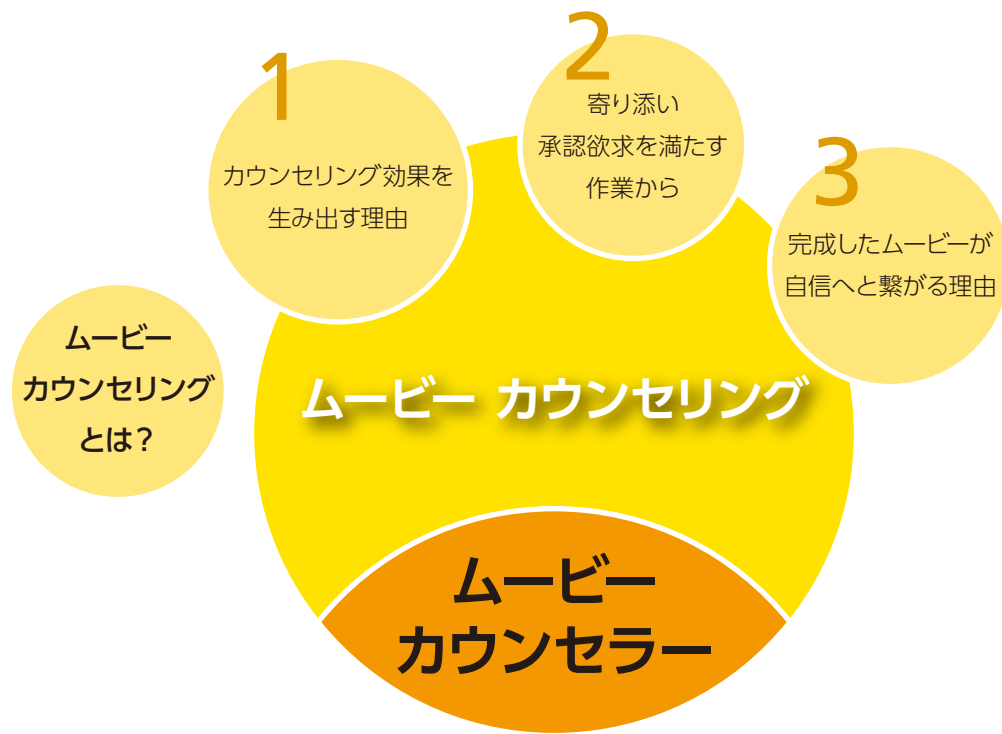 1
カウンセリング効果を
生み出す理由
2
寄り添い
承認欲求を満たす
作業から
3
完成したムービーが
自信へと繋がる理由
ムービー
カウンセリング
とは？
ムービー カウンセリング
ムービー
カウンセラー